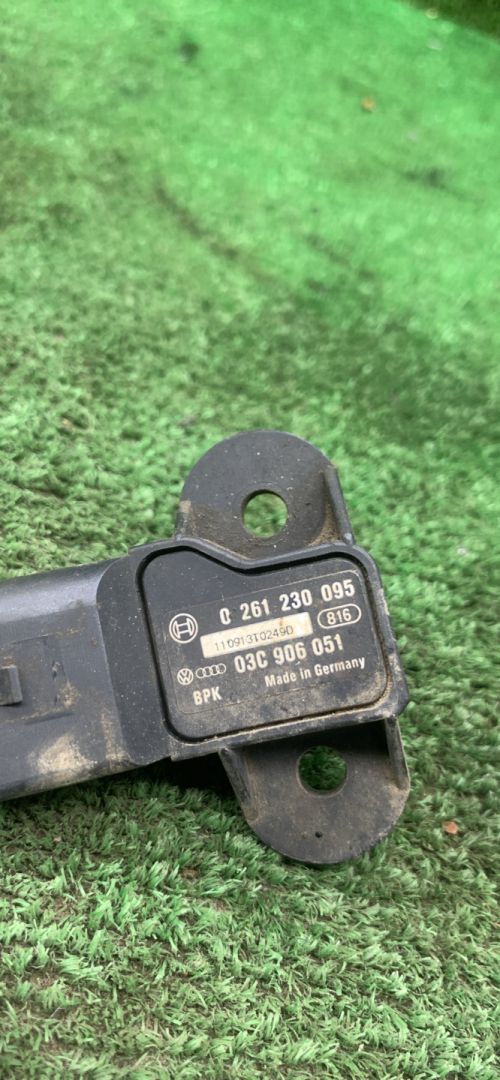 0 261 230 095
110913T0249D 816
03C 906 051
BPK Made in Germany